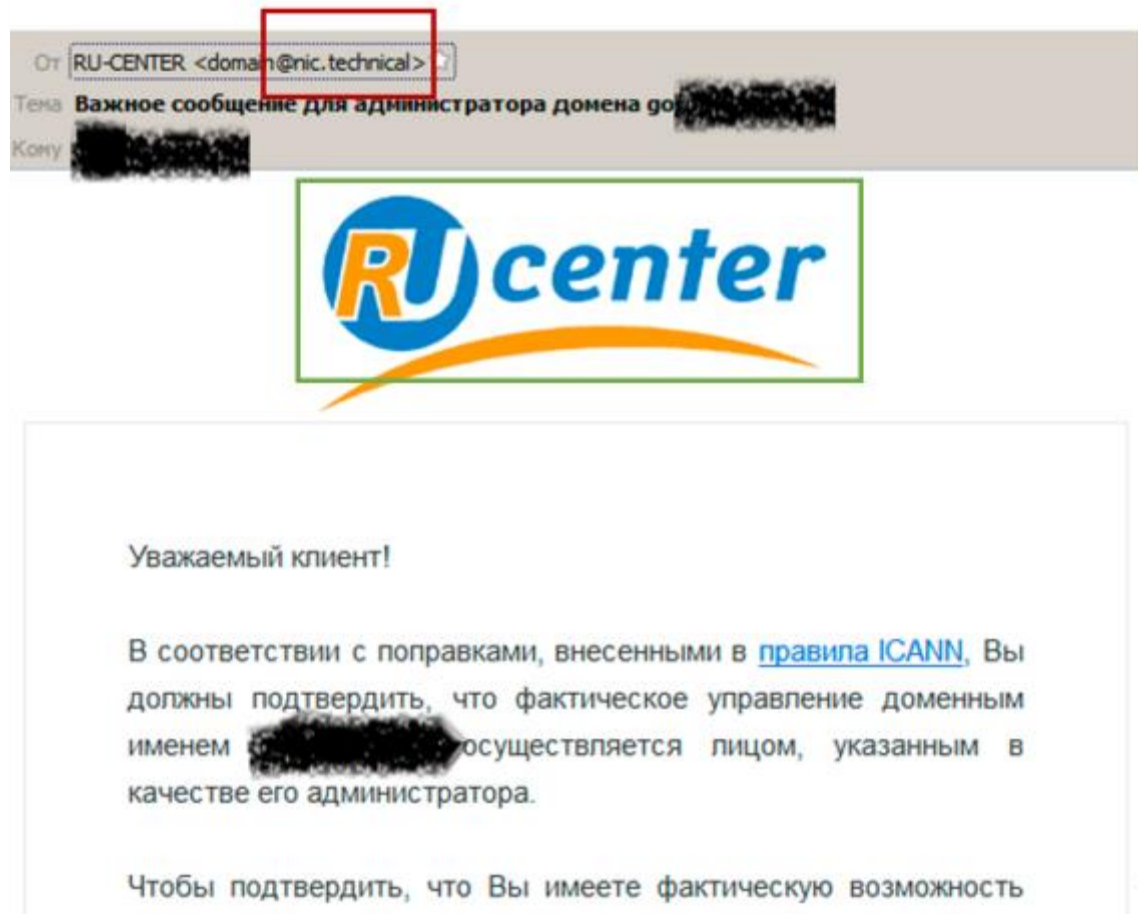 От RU-CENTER <domain@nic.technical>
Тема Важное сообщение для администратора домена
Кому
RU center
Уважаемый клиент!
В соответствии с поправками, внесенными в правила ICANN, Вы
должны подтвердить, что фактическое управление доменным
именем осуществляется лицом, указанным в
качестве его администратора.
Чтобы подтвердить, что Вы имеете фактическую возможность